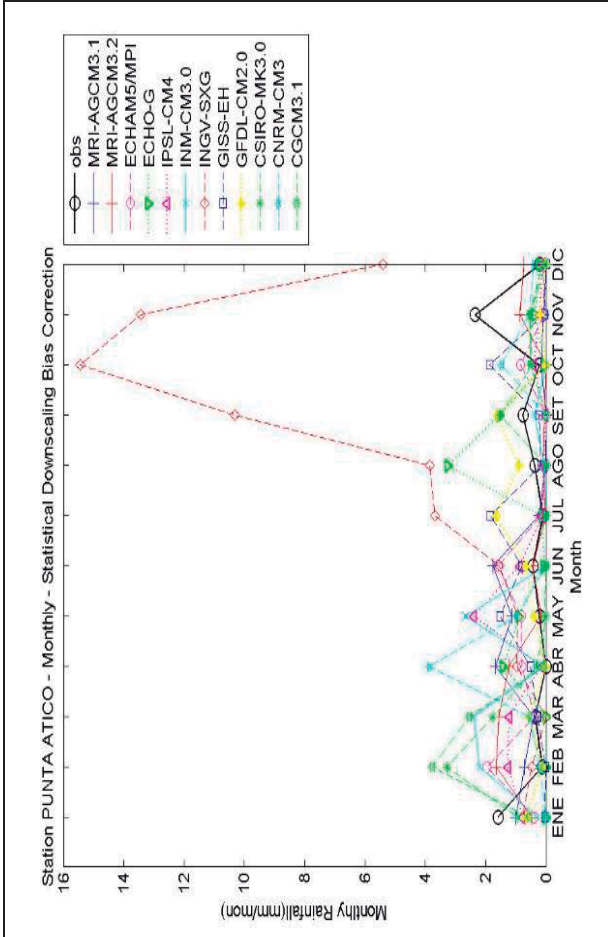 Station PUNTA ATICO - Monthly - Statistical Downscaling Bias Correction
Monthly Rainfall(mm/mon)
16
14
12
10
8
6
4
2
0
ENE FEB MAR ABR MAY JUN JUL AGO SET OCT NOV DIC
Month
obs
MRI-AGCM3.1
MRI-AGCM3.2
ECHAM5/MPI
ECHO-G
IPSL-CM4
INM-CM3.0
INGV-SXG
GISS-EH
GFDL-CM2.0
CSIRO-MK3.0
CNRM-CM3
CGCM3.1